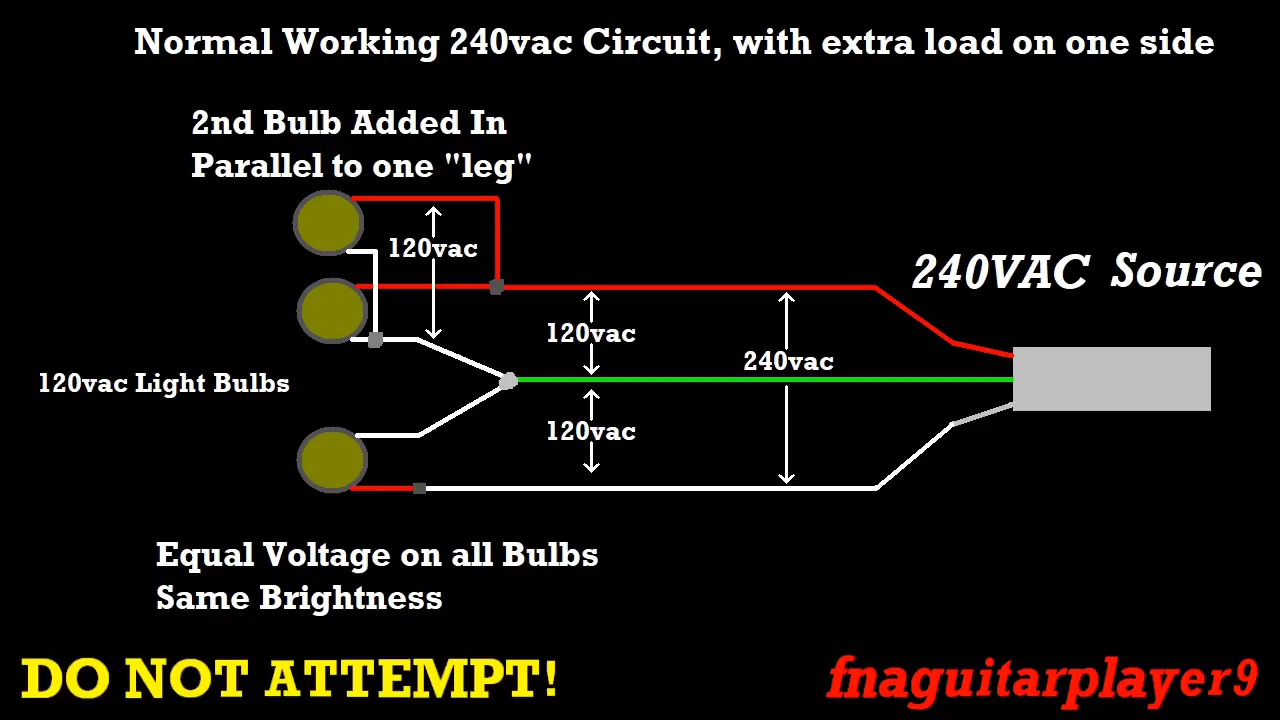 Normal Working 240vac Circuit, with extra load on one side
2nd Bulb Added In
Parallel to one "leg"
120vac
240VAC Source
120vac
240vac
120vac Light Bulbs
120vac
Equal Voltage on all Bulbs
Same Brightness
DO NOT ATTEMPT!
fnaguitarplayer9